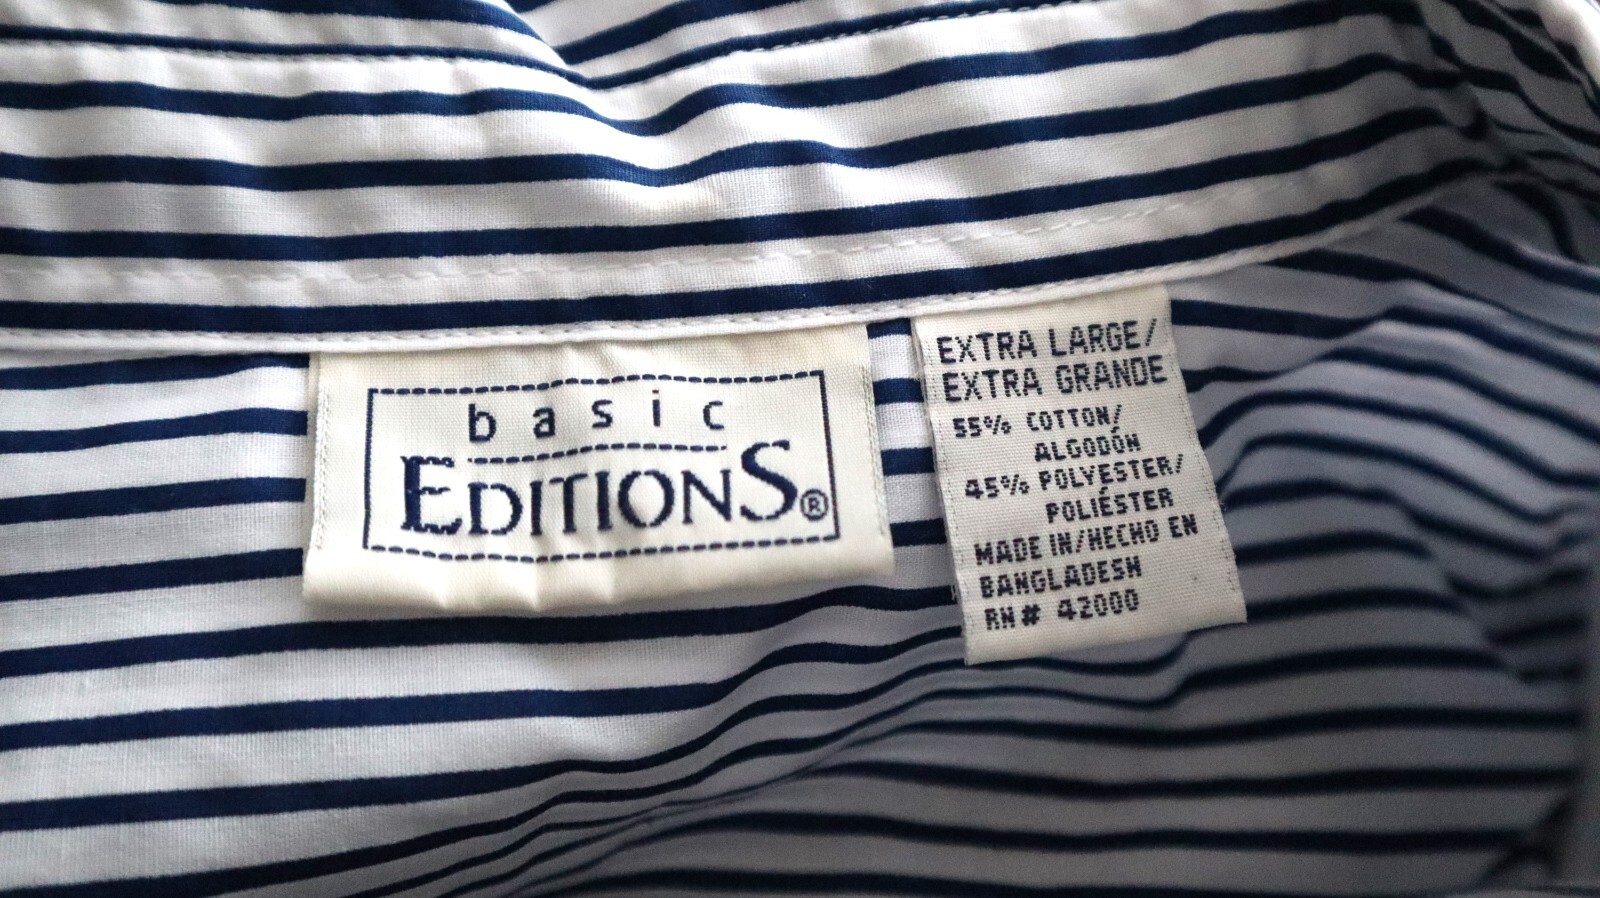 basic
EDITIONS®
EXTRA LARGE/
EXTRA GRANDE
55% COTTON/
ALGODÓN
45% POLYESTER/
POLIÉSTER
MADE IN/HECHO EN
BANGLADESH
RN# 42000